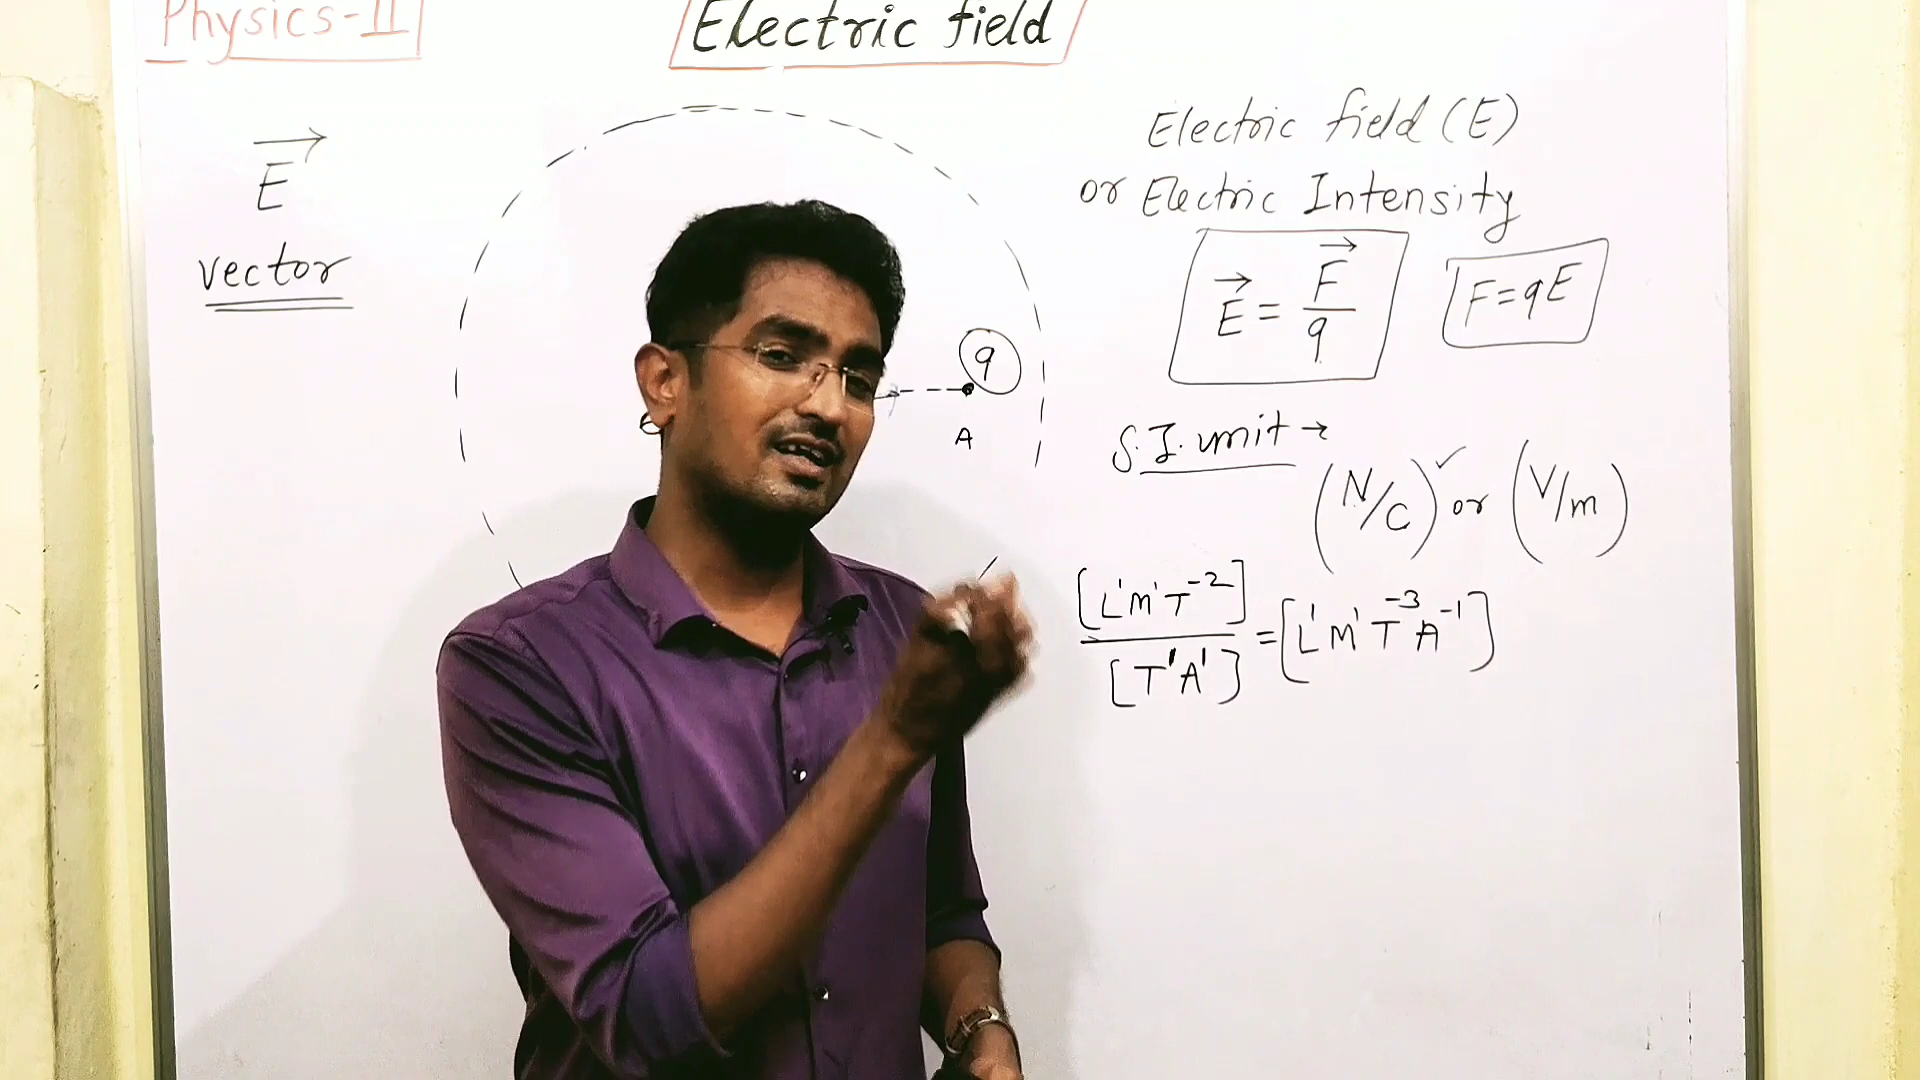 Physics-II
Electric field
E⃗
vector
q
A
Electric field (E)
or Electric Intensity
E⃗ = F⃗/q
F=qE
S.I. unit →
(N/C)✓ or (V/m)
[L¹M¹T⁻²]/[T¹A¹] = [L¹M¹T⁻³A⁻¹]